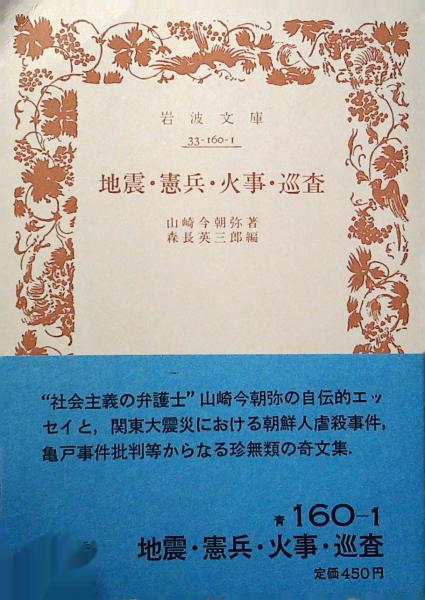 岩波文庫
33-160-1
地震・憲兵・火事・巡査
山崎今朝弥著
森長英三郎編
“社会主義の弁護士”山崎今朝弥の自伝的エッ
セイと，関東大震災における朝鮮人虐殺事件，
亀戸事件批判等からなる珍無類の奇文集．
青 160-1
地震・憲兵・火事・巡査
定価450円